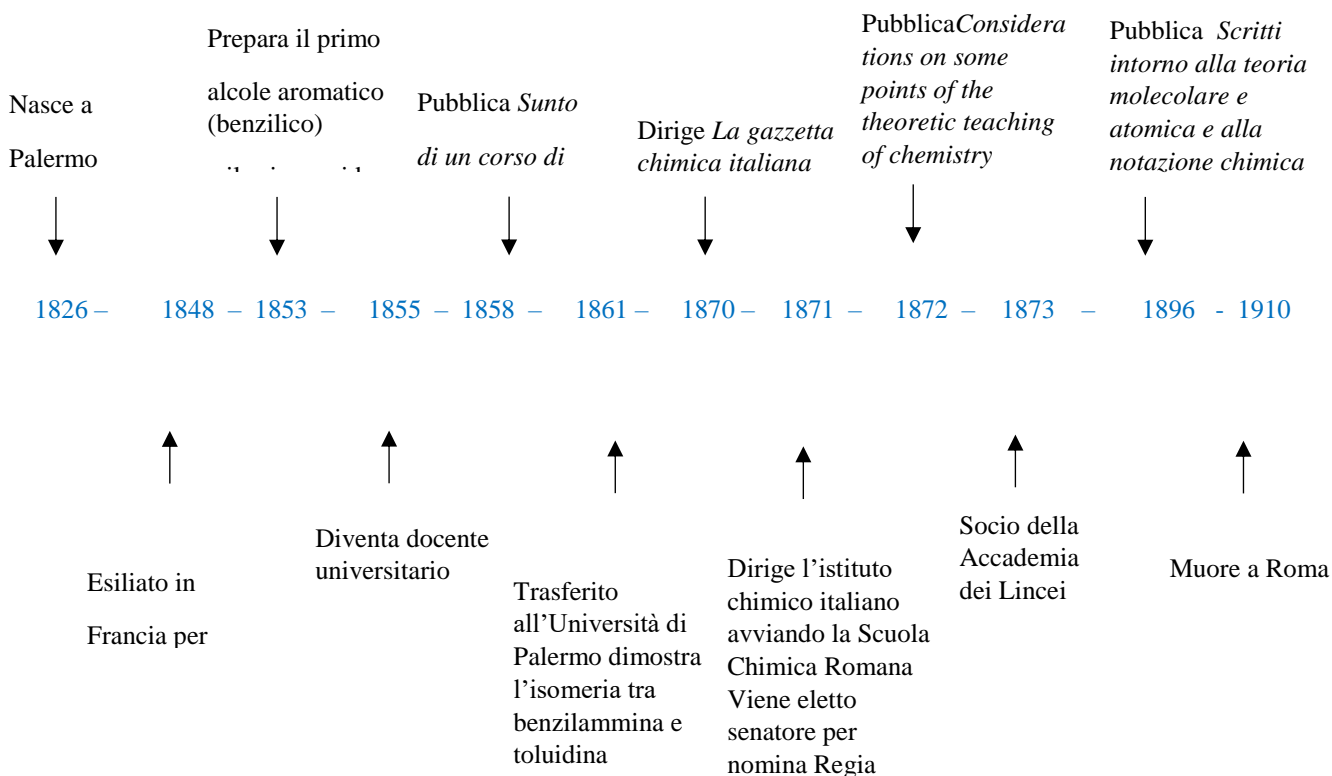 Nasce a
Palermo
Prepara il primo
alcole aromatico
(benzilico)
Pubblica Sunto
di un corso di
Dirige La gazzetta
chimica italiana
PubblicaConsidera
tions on some
points of the
theoretic teaching
of chemistry
Pubblica Scritti
intorno alla teoria
molecolare e
atomica e alla
notazione chimica
1826 – 1848 – 1853 – 1855 – 1858 – 1861 – 1870 – 1871 – 1872 – 1873 – 1896 - 1910
Esiliato in
Francia per
Diventa docente
universitario
Trasferito
all’Università di
Palermo dimostra
l’isomeria tra
benzilammina e
toluidina
Dirige l’istituto
chimico italiano
avviando la Scuola
Chimica Romana
Viene eletto
senatore per
nomina Regia
Socio della
Accademia
dei Lincei
Muore a Roma